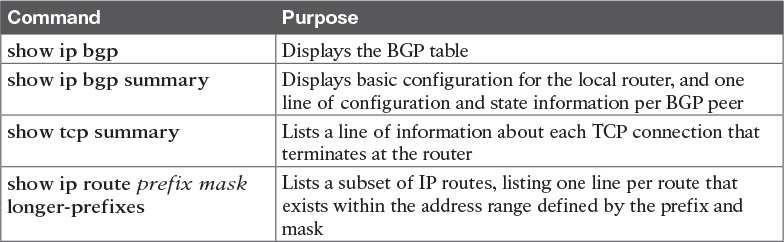 Command Purpose
show ip bgp Displays the BGP table
show ip bgp summary Displays basic configuration for the local router, and one
line of configuration and state information per BGP peer
show tcp summary Lists a line of information about each TCP connection that
terminates at the router
show ip route prefix mask Lists a subset of IP routes, listing one line per route that
longer-prefixes exists within the address range defined by the prefix and
mask